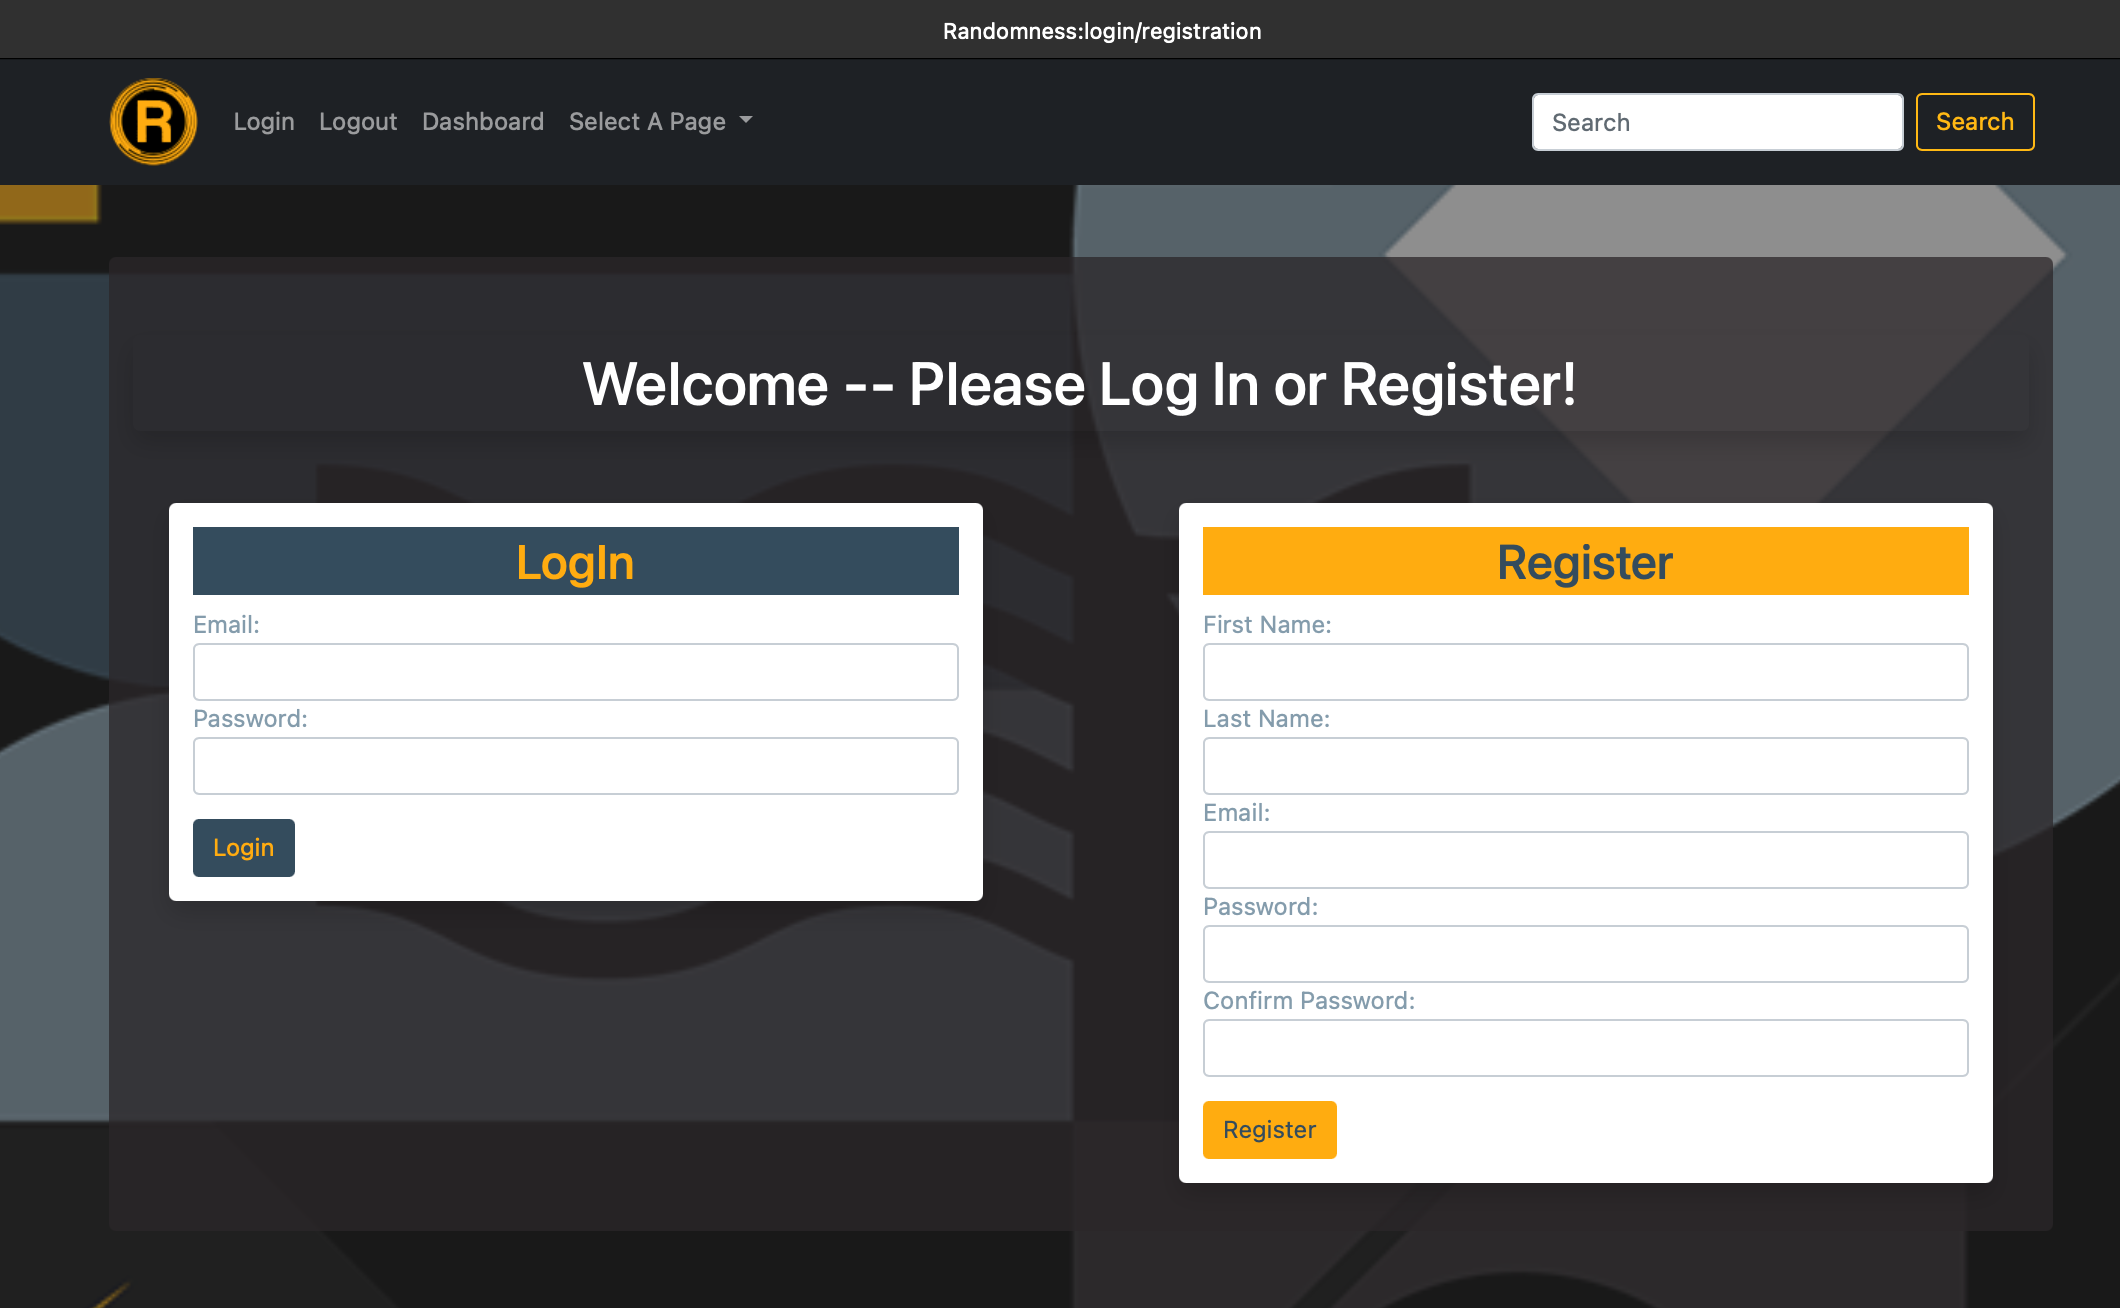 Randomness:login/registration
R Login Logout Dashboard Select A Page Search Search
Welcome -- Please Log In or Register!
LogIn
Email:
Password:
Login
Register
First Name:
Last Name:
Email:
Password:
Confirm Password:
Register